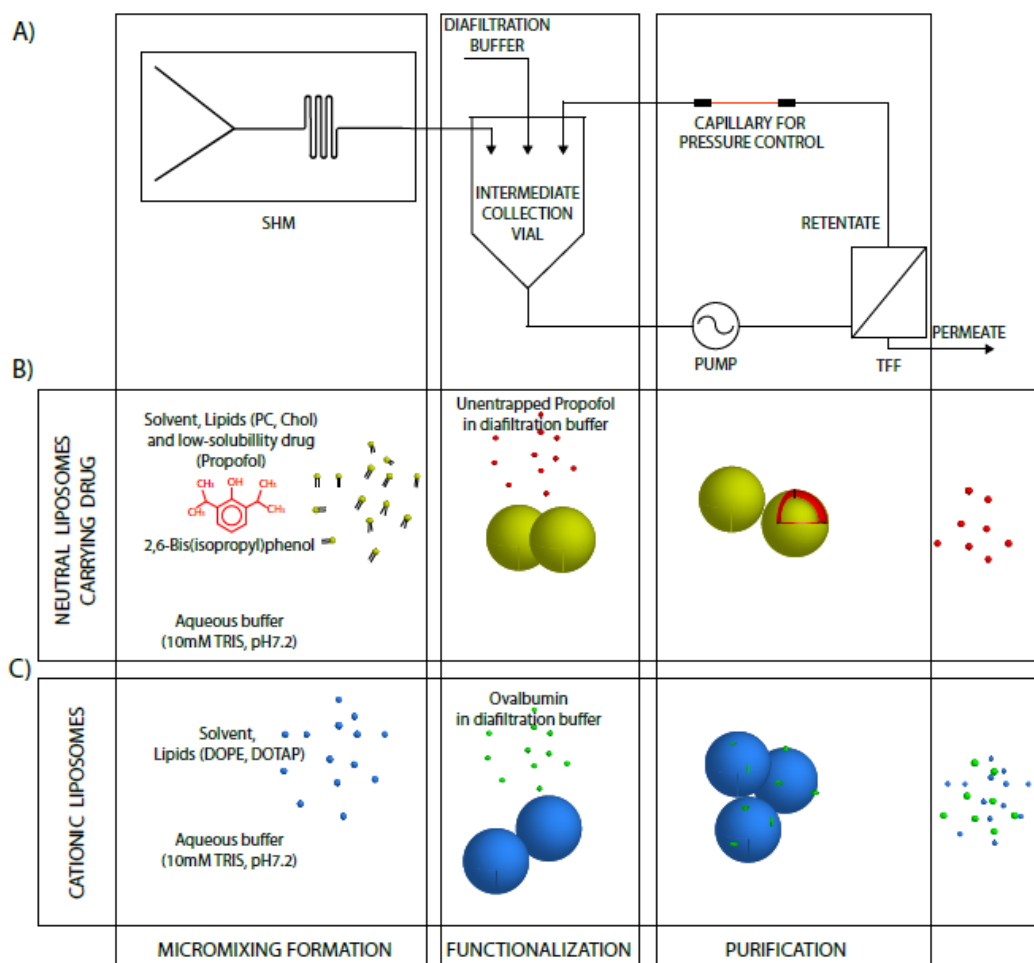 A)
DIAFILTRATION
BUFFER
CAPILLARY FOR
PRESSURE CONTROL
INTERMEDIATE
COLLECTION
VIAL
SHM
RETENTATE
PERMEATE
PUMP
TFF
B)
NEUTRAL LIPOSOMES
CARRYING DRUG
Solvent, Lipids (PC, Chol)
and low-solubillity drug
(Propofol)
CH₃ OH CH₃
CH₃ CH₃
2,6-Bis(isopropyl)phenol
Aqueous buffer
(10mM TRIS, pH7.2)
Unentrapped Propofol
in diafiltration buffer
C)
CATIONIC LIPOSOMES
Solvent,
Lipids (DOPE, DOTAP)
Aqueous buffer
(10mM TRIS, pH7.2)
Ovalbumin
in diafiltration buffer
MICROMIXING FORMATION
FUNCTIONALIZATION
PURIFICATION